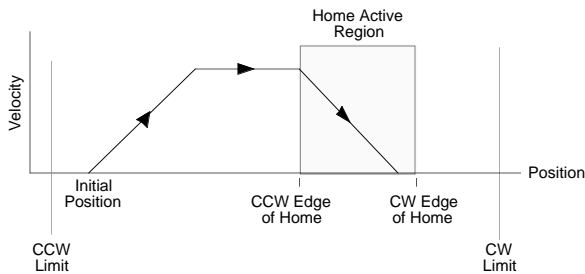 Home Active
Region
Velocity
Position
Initial
Position
CCW Edge
of Home
CW Edge
of Home
CCW
Limit
CW
Limit